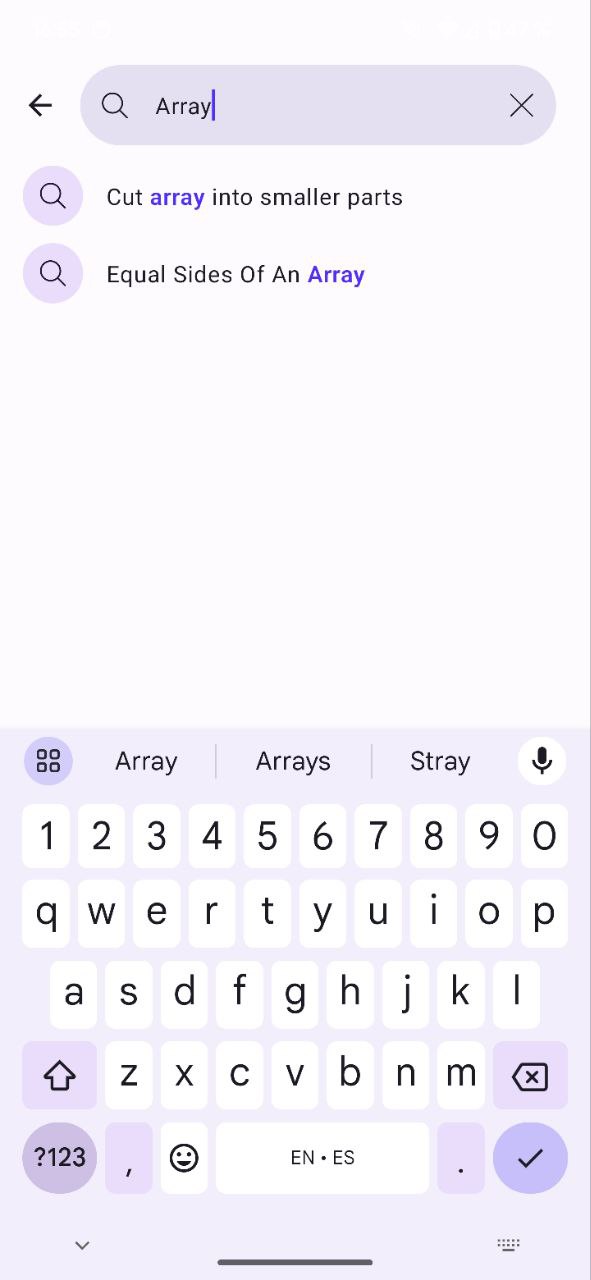 Array
Cut array into smaller parts
Equal Sides Of An Array
Array Arrays Stray
1 2 3 4 5 6 7 8 9 0
q w e r t y u i o p
a s d f g h j k l
z x c v b n m
?123 , EN • ES .